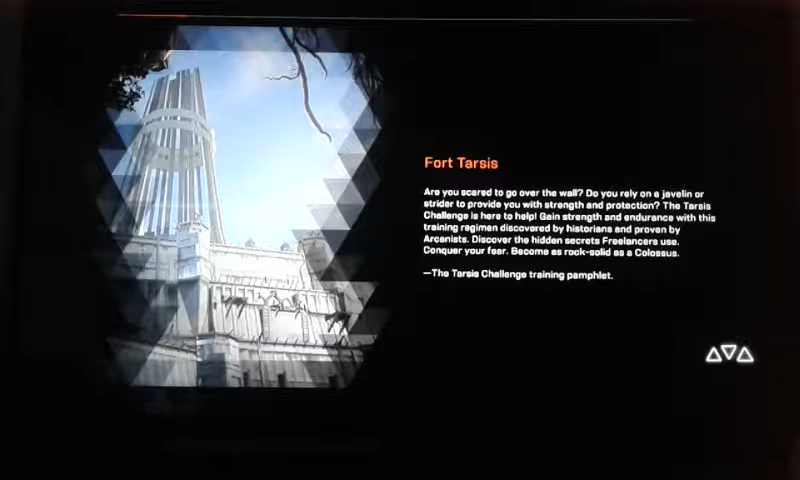 Fort Tarsis
Are you scared to go over the wall? Do you rely on a javelin or
strider to provide you with strength and protection? The Tarsis
Challenge is here to help! Gain strength and endurance with this
training regimen discovered by historians and proven by
Arcanists. Discover the hidden secrets Freelancers use.
Conquer your fear. Become as rock-solid as a Colossus.
—The Tarsis Challenge training pamphlet.